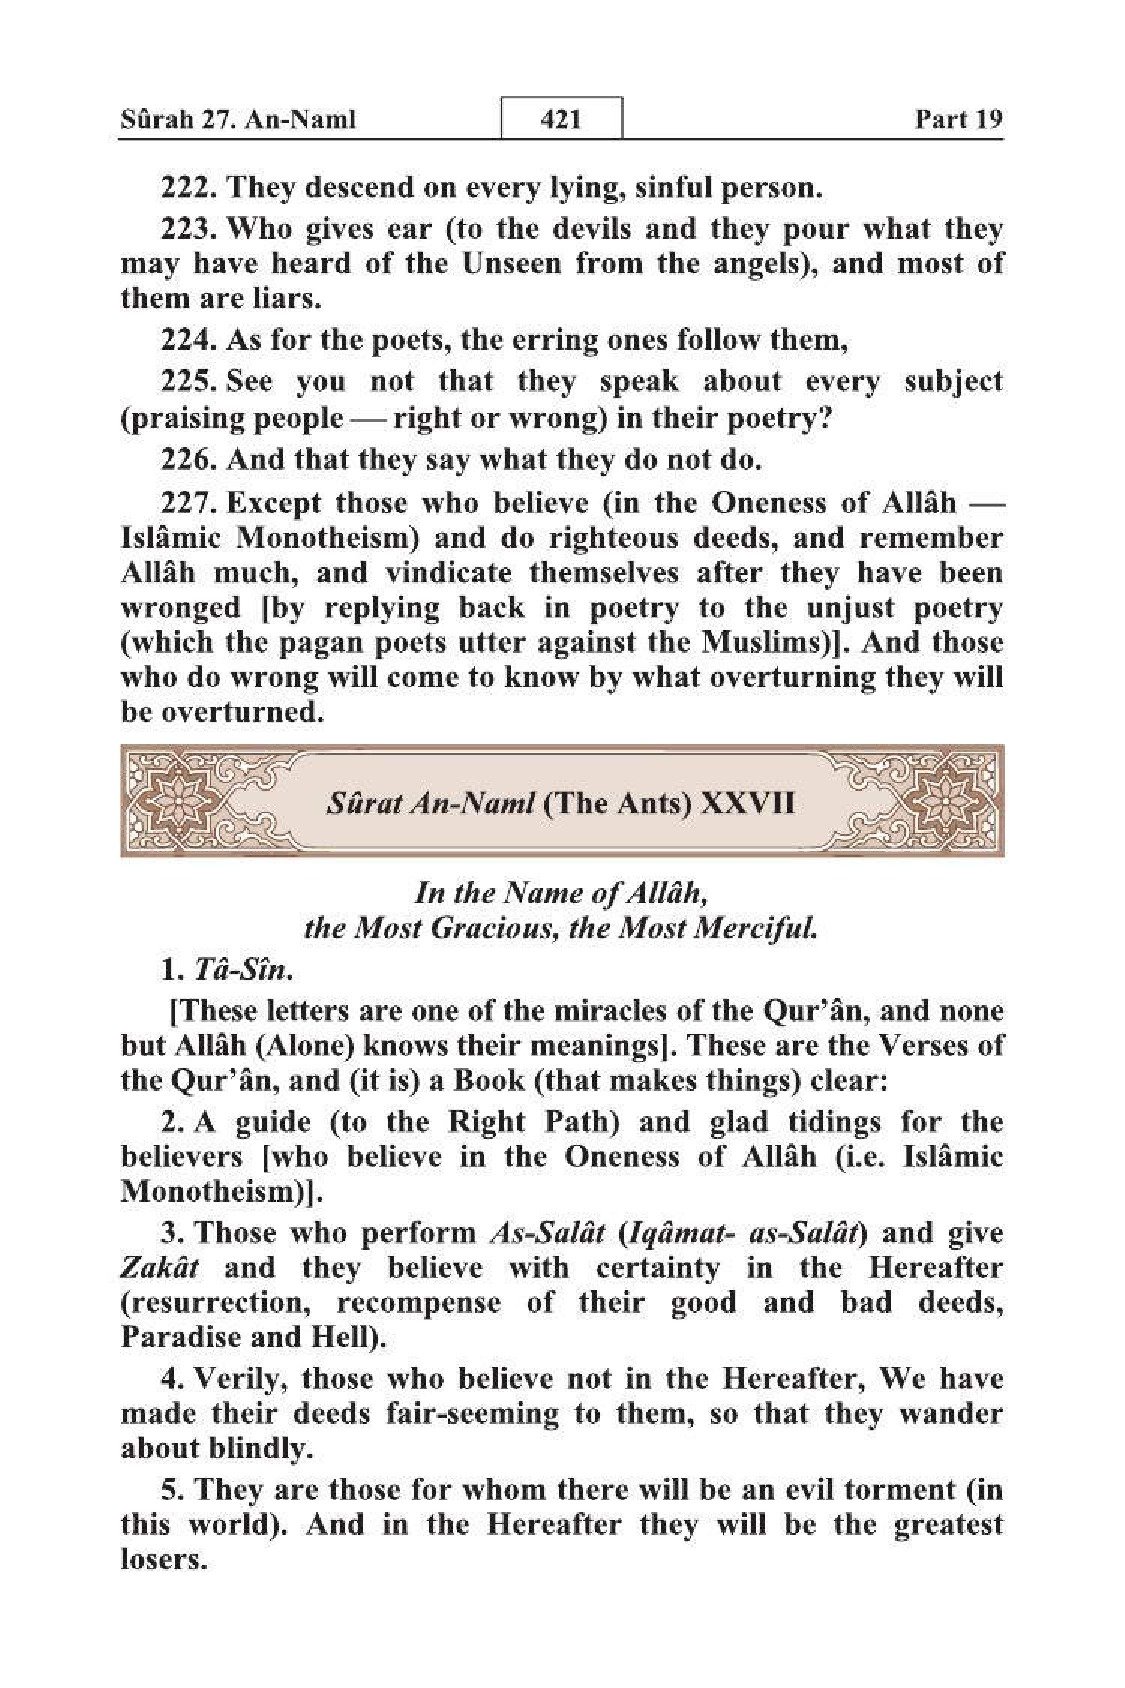 Sûrah 27. An-Naml 421 Part 19
222. They descend on every lying, sinful person.
223. Who gives ear (to the devils and they pour what they
may have heard of the Unseen from the angels), and most of
them are liars.
224. As for the poets, the erring ones follow them,
225. See you not that they speak about every subject
(praising people — right or wrong) in their poetry?
226. And that they say what they do not do.
227. Except those who believe (in the Oneness of Allâh —
Islâmic Monotheism) and do righteous deeds, and remember
Allâh much, and vindicate themselves after they have been
wronged [by replying back in poetry to the unjust poetry
(which the pagan poets utter against the Muslims)]. And those
who do wrong will come to know by what overturning they will
be overturned.
Sûrat An-Naml (The Ants) XXVII
In the Name of Allâh,
the Most Gracious, the Most Merciful.
1. Tâ-Sîn.
[These letters are one of the miracles of the Qur’ân, and none
but Allâh (Alone) knows their meanings]. These are the Verses of
the Qur’ân, and (it is) a Book (that makes things) clear:
2. A guide (to the Right Path) and glad tidings for the
believers [who believe in the Oneness of Allâh (i.e. Islâmic
Monotheism)].
3. Those who perform As-Salât (Iqâmat- as-Salât) and give
Zakât and they believe with certainty in the Hereafter
(resurrection, recompense of their good and bad deeds,
Paradise and Hell).
4. Verily, those who believe not in the Hereafter, We have
made their deeds fair-seeming to them, so that they wander
about blindly.
5. They are those for whom there will be an evil torment (in
this world). And in the Hereafter they will be the greatest
losers.